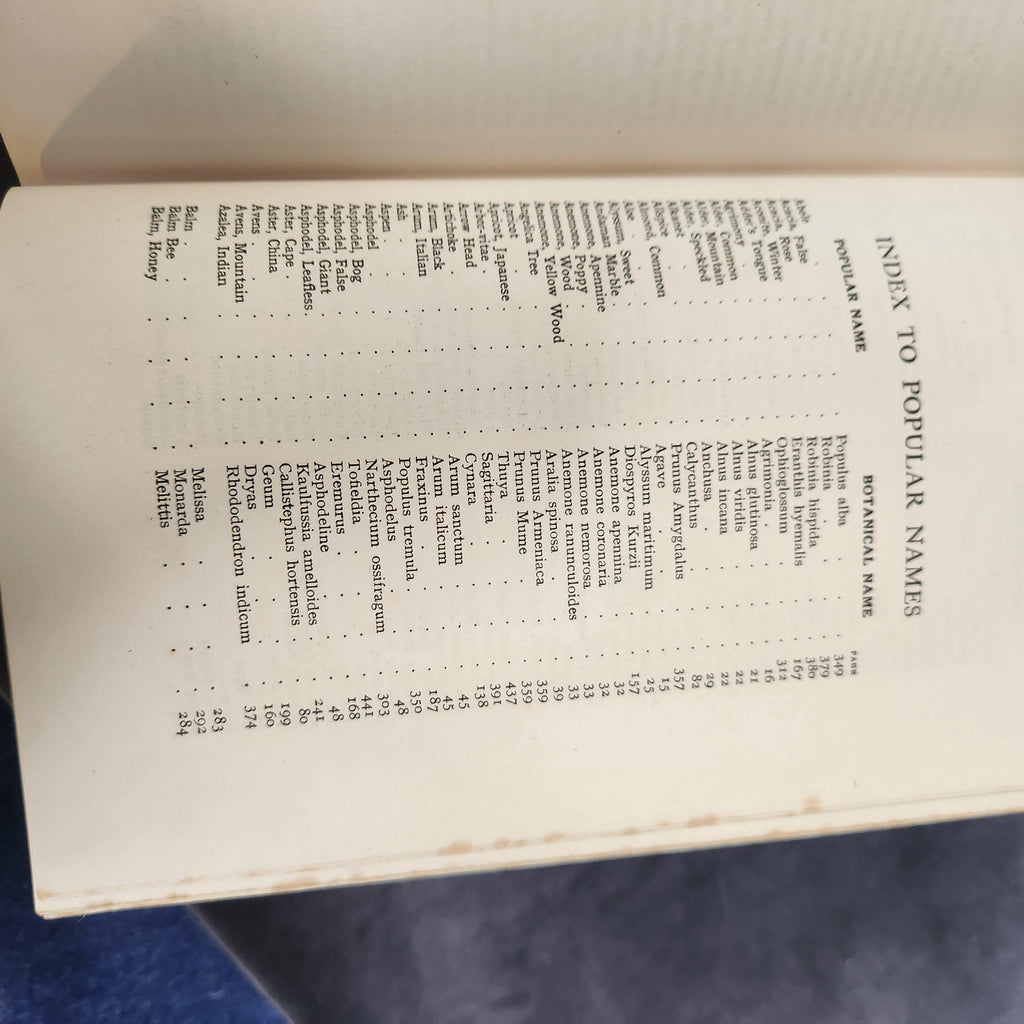 INDEX TO POPULAR NAMES
POPULAR NAME BOTANICAL NAME PAGE
Abele . . . Populus alba . . . 349
Acacia, False . . . Robinia . . . . 379
Acacia, Rose . . . Robinia hispida . . . 380
Aconite, Winter . . . Eranthis hyemalis . . 167
Adder's Tongue . . . Ophioglossum . . . 312
Agrimony . . . Agrimonia . . . 16
Alder, Common . . . Alnus glutinosa . . 21
Alder, Mountain . . . Alnus viridis . . . 22
Alder, Speckled . . . Alnus incana . . . 22
Alkanet . . . Anchusa . . . 29
Allspice . . . Calycanthus . . . 82
Almond, Common . . . Prunus Amygdalus . . 357
Aloe . . . Agave . . . 15
Alyssum, Sweet . . . Alyssum maritimum . . 25
Andaman Marble . . . Diospyros Kurzii . . 157
Anemone, Apennine . . . Anemone apennina . . 32
Anemone, Poppy . . . Anemone coronaria . . 32
Anemone, Wood . . . Anemone nemorosa . . 33
Anemone, Yellow Wood . . Anemone ranunculoides . . 33
Angelica Tree . . . Aralia spinosa . . . 39
Apricot . . . Prunus Armeniaca . . 359
Apricot, Japanese . . . Prunus Mume . . . 359
Arbor-vitae . . . Thuya . . . 437
Arrow Head . . . Sagittaria . . . 391
Artichoke . . . Cynara . . . 138
Arum, Black . . . Arum sanctum . . . 45
Arum, Italian . . . Arum italicum . . . 45
Ash . . . Fraxinus . . . 187
Aspen . . . Populus tremula . . . 350
Asphodel . . . Asphodelus . . . 48
Asphodel, Bog . . . Narthecium ossifragum . . 303
Asphodel, False . . . Tofieldia . . . 441
Asphodel, Giant . . . Eremurus . . . 168
Asphodel, Leafless . . . Asphodeline . . . 48
Aster, Cape . . . Kaulfussia amelloides . . 241
Aster, China . . . Callistephus hortensis . . 80
Avens . . . Geum . . . 199
Avens, Mountain . . . Dryas . . . 160
Azalea, Indian . . . Rhododendron indicum . . 374
Balm . . . Melissa . . . 283
Balm Bee . . . Monarda . . . 292
Balm, Honey . . . Melittis . . . 284